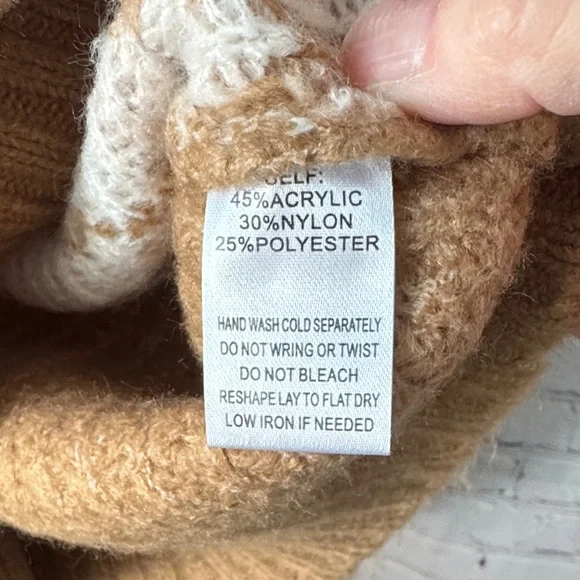 SELF:
45%ACRYLIC
30%NYLON
25%POLYESTER
HAND WASH COLD SEPARATELY
DO NOT WRING OR TWIST
DO NOT BLEACH
RESHAPE LAY TO FLAT DRY
LOW IRON IF NEEDED